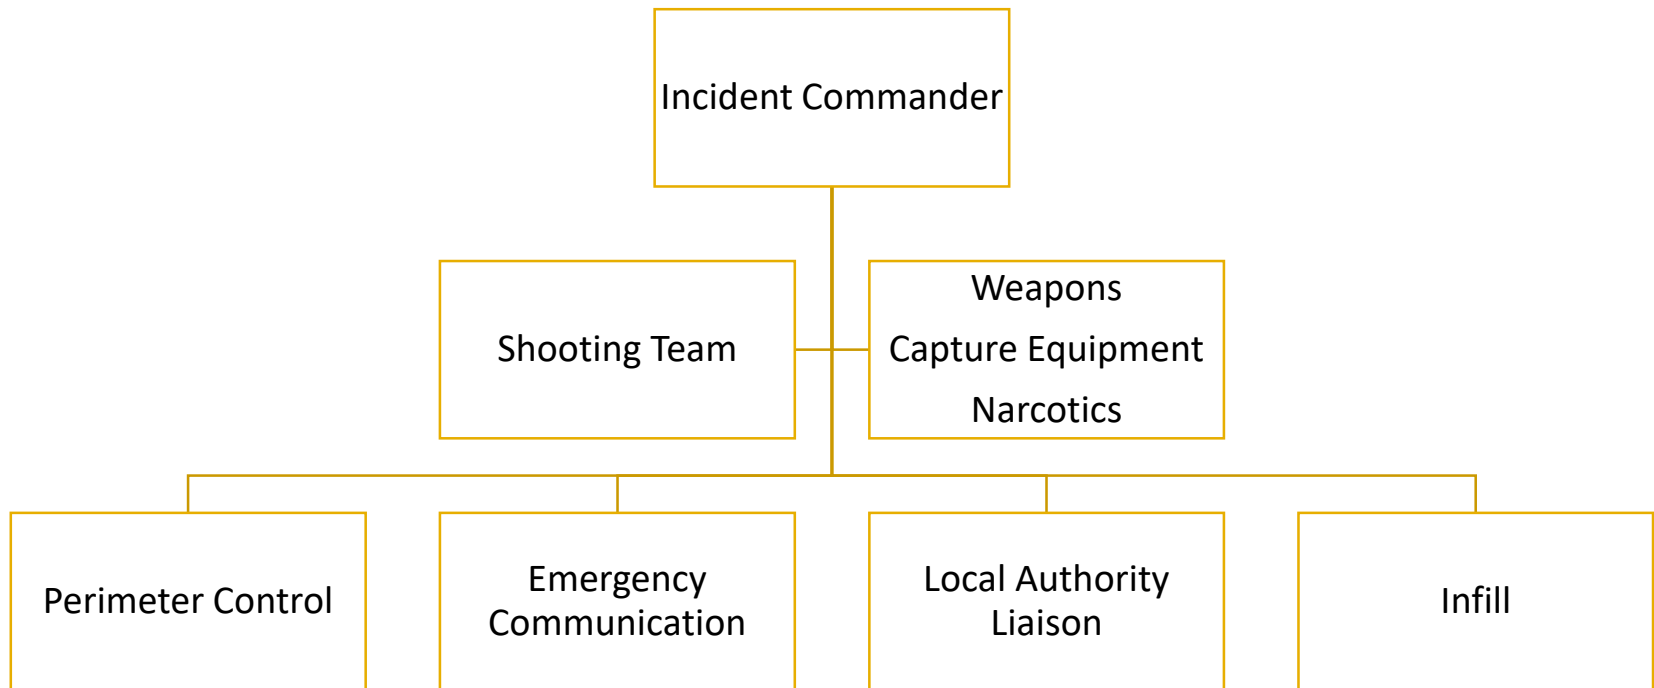 Incident Commander
Shooting Team
Weapons
Capture Equipment
Narcotics
Perimeter Control
Emergency
Communication
Local Authority
Liaison
Infill